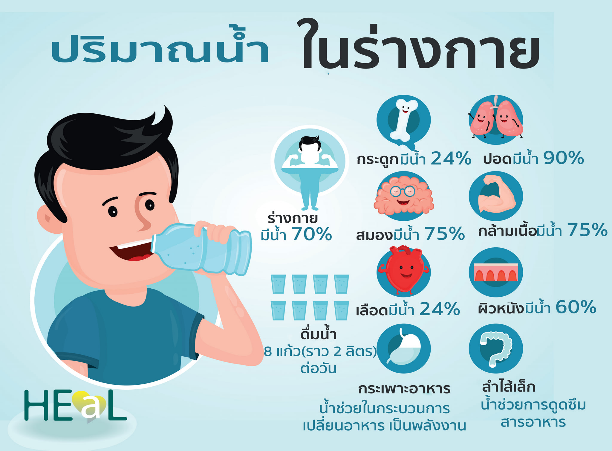 ปริมาณน้ำ ในร่างกาย
กระดูกมีน้ำ 24%
ปอดมีน้ำ 90%
ร่างกาย
มีน้ำ 70%
สมองมีน้ำ 75%
กล้ามเนื้อมีน้ำ 75%
เลือดมีน้ำ 24%
ผิวหนังมีน้ำ 60%
ดื่มน้ำ
8 แก้ว(ราว 2 ลิตร)
ต่อวัน
กระเพาะอาหาร
น้ำช่วยในกระบวนการ
เปลี่ยนอาหาร เป็นพลังงาน
ลำไส้เล็ก
น้ำช่วยการดูดซึม
สารอาหาร
HEaL